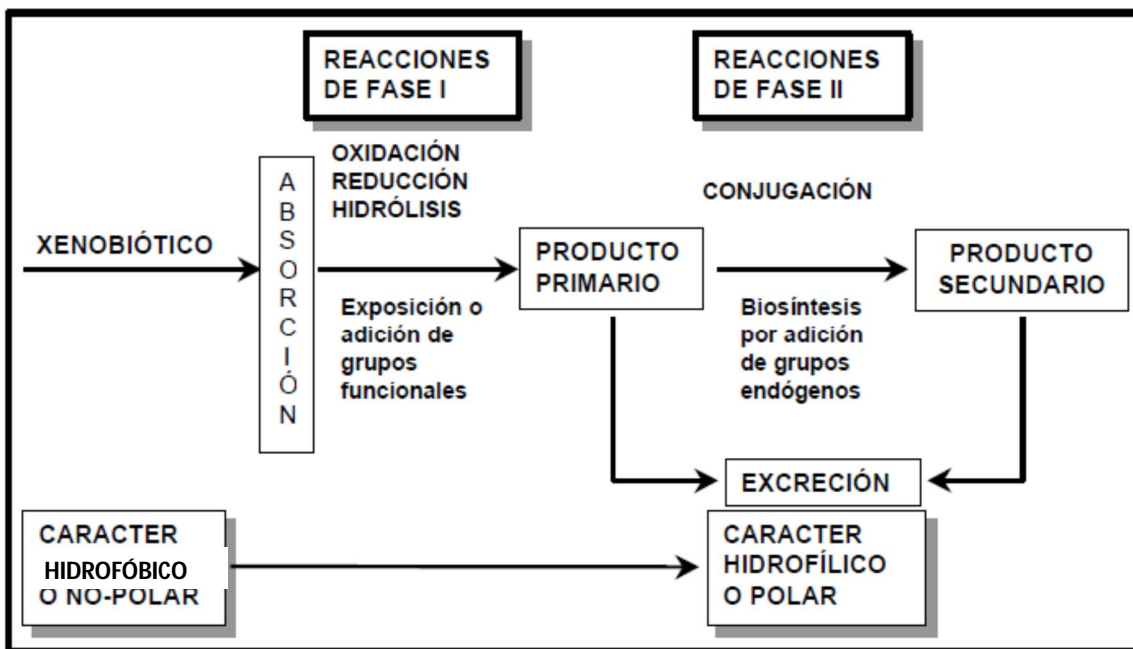 REACCIONES
DE FASE I
REACCIONES
DE FASE II
XENOBIÓTICO
A
B
S
O
R
C
I
Ó
N
OXIDACIÓN
REDUCCIÓN
HIDRÓLISIS
Exposición o
adición de
grupos
funcionales
PRODUCTO
PRIMARIO
CONJUGACIÓN
Biosíntesis
por adición
de grupos
endógenos
PRODUCTO
SECUNDARIO
EXCRECIÓN
CARACTER
HIDROFÓBICO
O NO-POLAR
CARACTER
HIDROFÍLICO
O POLAR